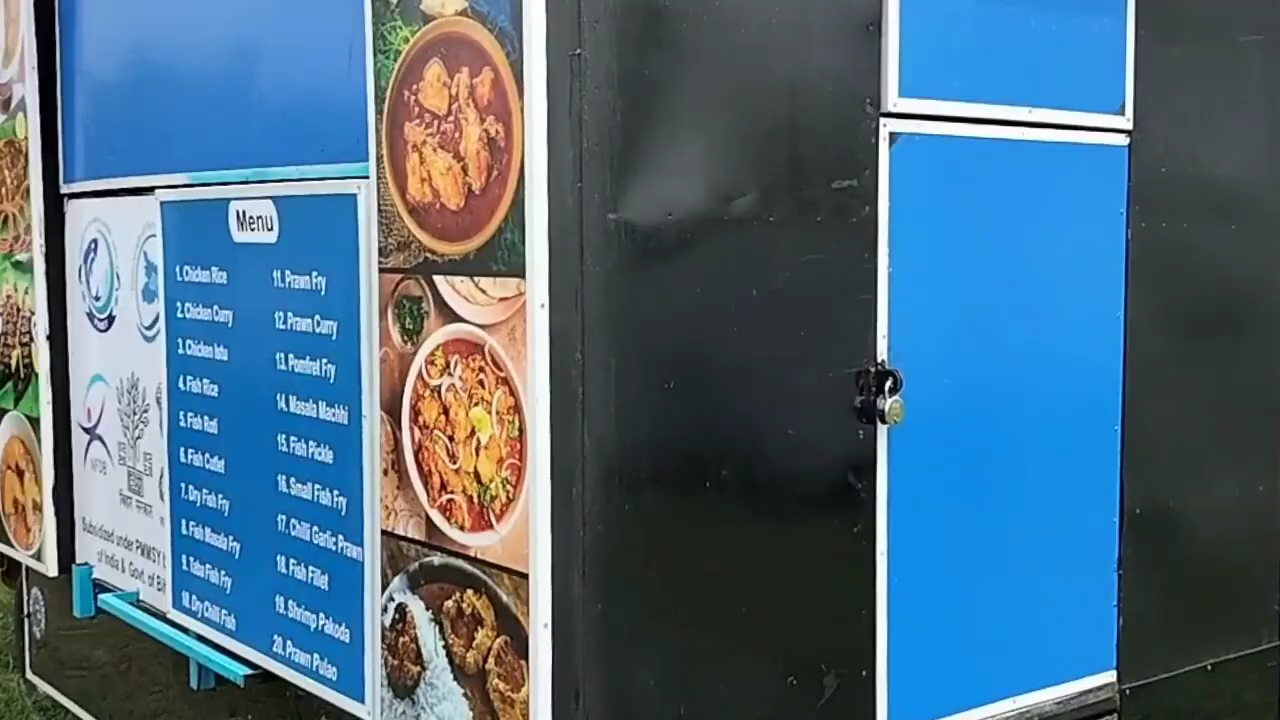 Menu
1. Chicken Rice
2. Chicken Curry
3. Chicken Istu
4. Fish Rice
5. Fish Roti
6. Fish Cutlet
7. Dry Fish Fry
8. Fish Masala Fry
9. Taba Fish Fry
10. Dry Chilli Fish
11. Prawn Fry
12. Prawn Curry
13. Pomfret Fry
14. Masala Machhi
15. Fish Pickle
16. Small Fish Fry
17. Chilli Garlic Prawn
18. Fish Fillet
19. Shrimp Pakoda
20. Prawn Pulao
NFDB
बिहार सरकार
Subsidized under PMMSY
of India & Govt. of